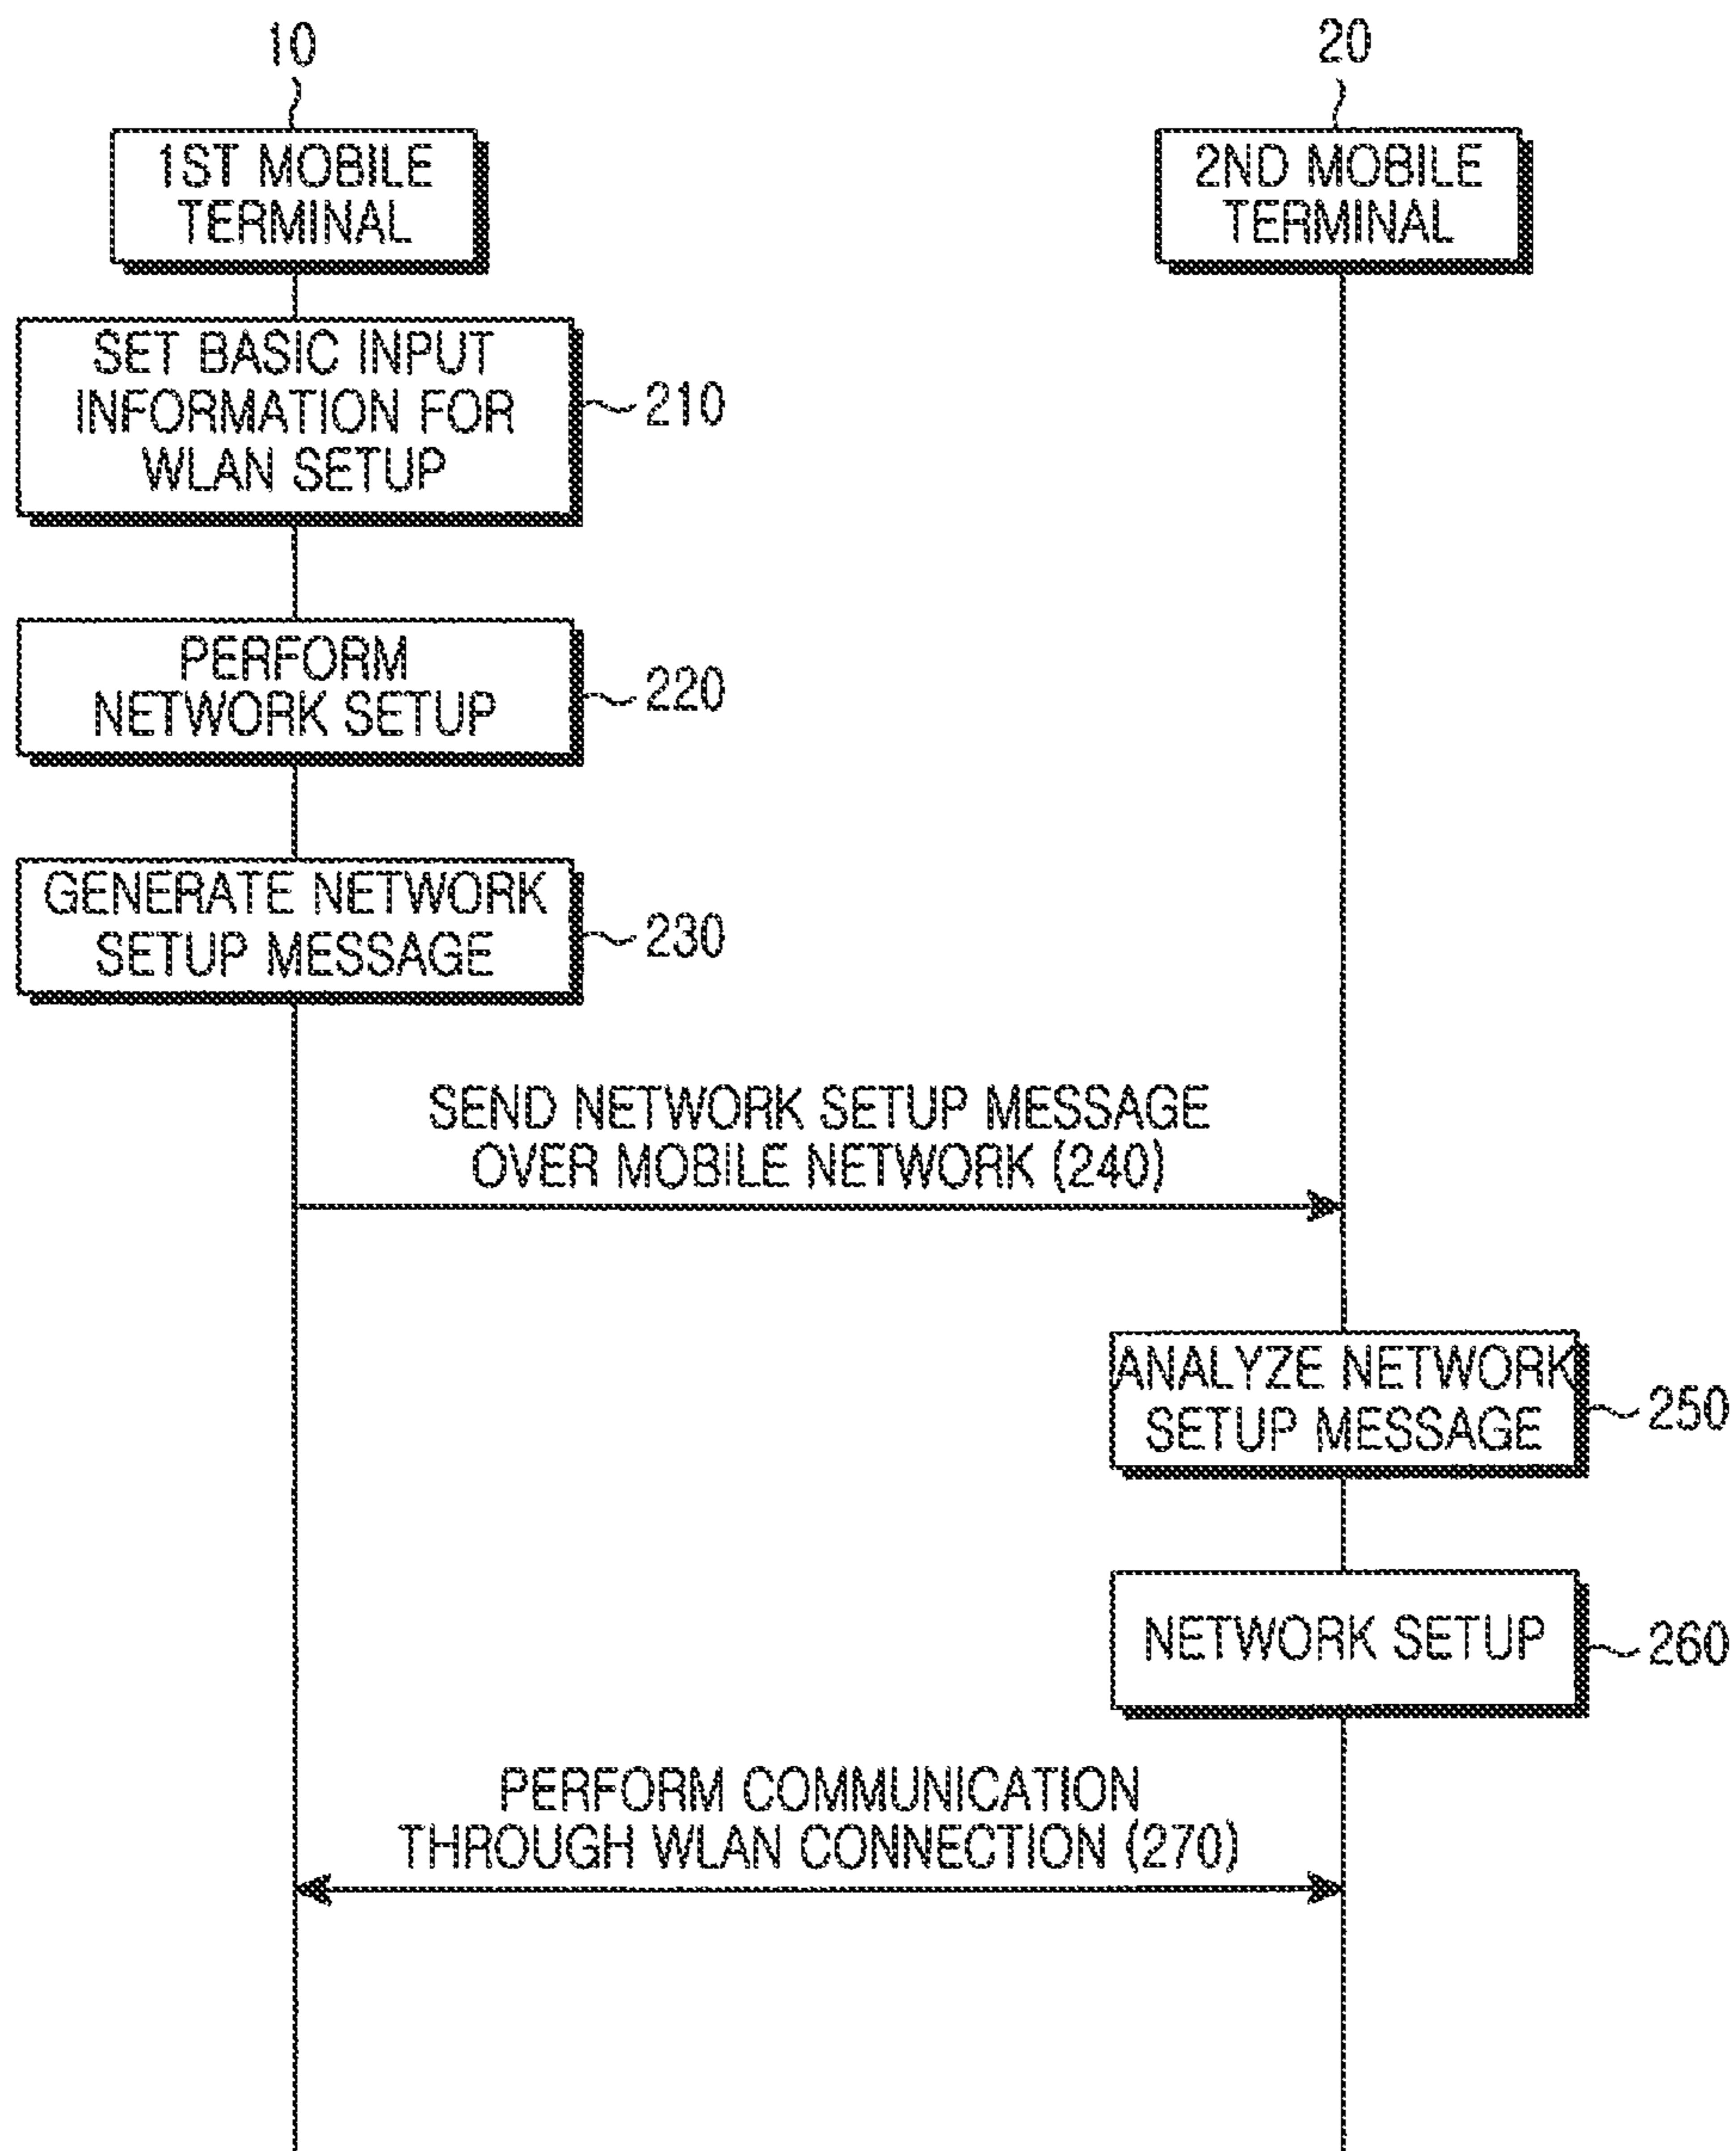 10
20
1ST MOBILE
TERMINAL
2ND MOBILE
TERMINAL
SET BASIC INPUT
INFORMATION FOR
WLAN SETUP
210
PERFORM
NETWORK SETUP
220
GENERATE NETWORK
SETUP MESSAGE
230
SEND NETWORK SETUP MESSAGE
OVER MOBILE NETWORK (240)
ANALYZE NETWORK
SETUP MESSAGE
250
NETWORK SETUP
260
PERFORM COMMUNICATION
THROUGH WLAN CONNECTION (270)